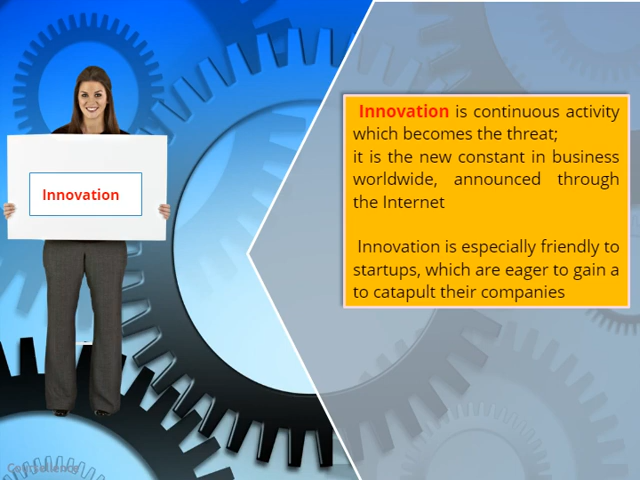 Innovation
Innovation is continuous activity
which becomes the threat;
it is the new constant in business
worldwide, announced through
the Internet
Innovation is especially friendly to
startups, which are eager to gain a
to catapult their companies